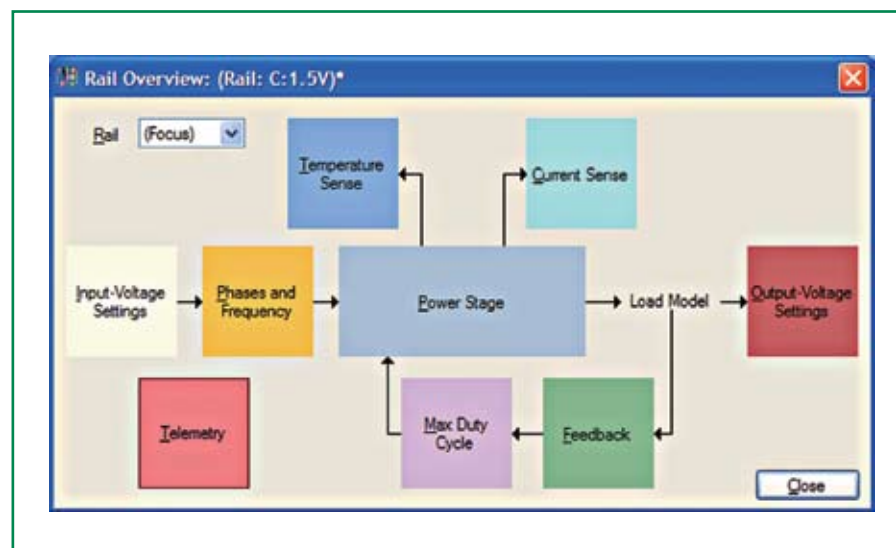 Rail Overview: (Rail: C:1.5V)*
Rail (Focus)
Temperature
Sense
Current Sense
Input-Voltage
Settings
Phases and
Frequency
Power Stage
Load Model
Output-Voltage
Settings
Telemetry
Max Duty
Cycle
Feedback
Close